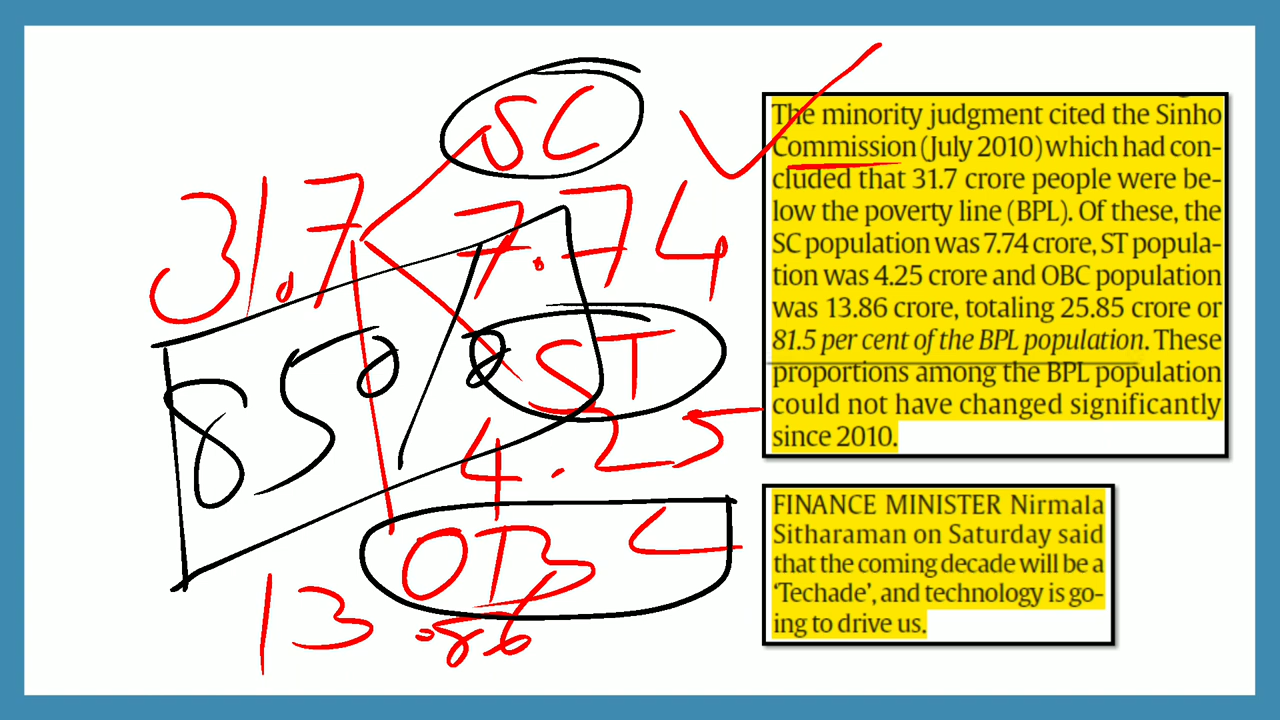 SC
31.7
7.74
85%
ST
4.25
OBC
13.86
The minority judgment cited the Sinho
Commission (July 2010) which had con-
cluded that 31.7 crore people were be-
low the poverty line (BPL). Of these, the
SC population was 7.74 crore, ST popula-
tion was 4.25 crore and OBC population
was 13.86 crore, totaling 25.85 crore or
81.5 per cent of the BPL population. These
proportions among the BPL population
could not have changed significantly
since 2010.
FINANCE MINISTER Nirmala
Sitharaman on Saturday said
that the coming decade will be a
‘Techade’, and technology is go-
ing to drive us.